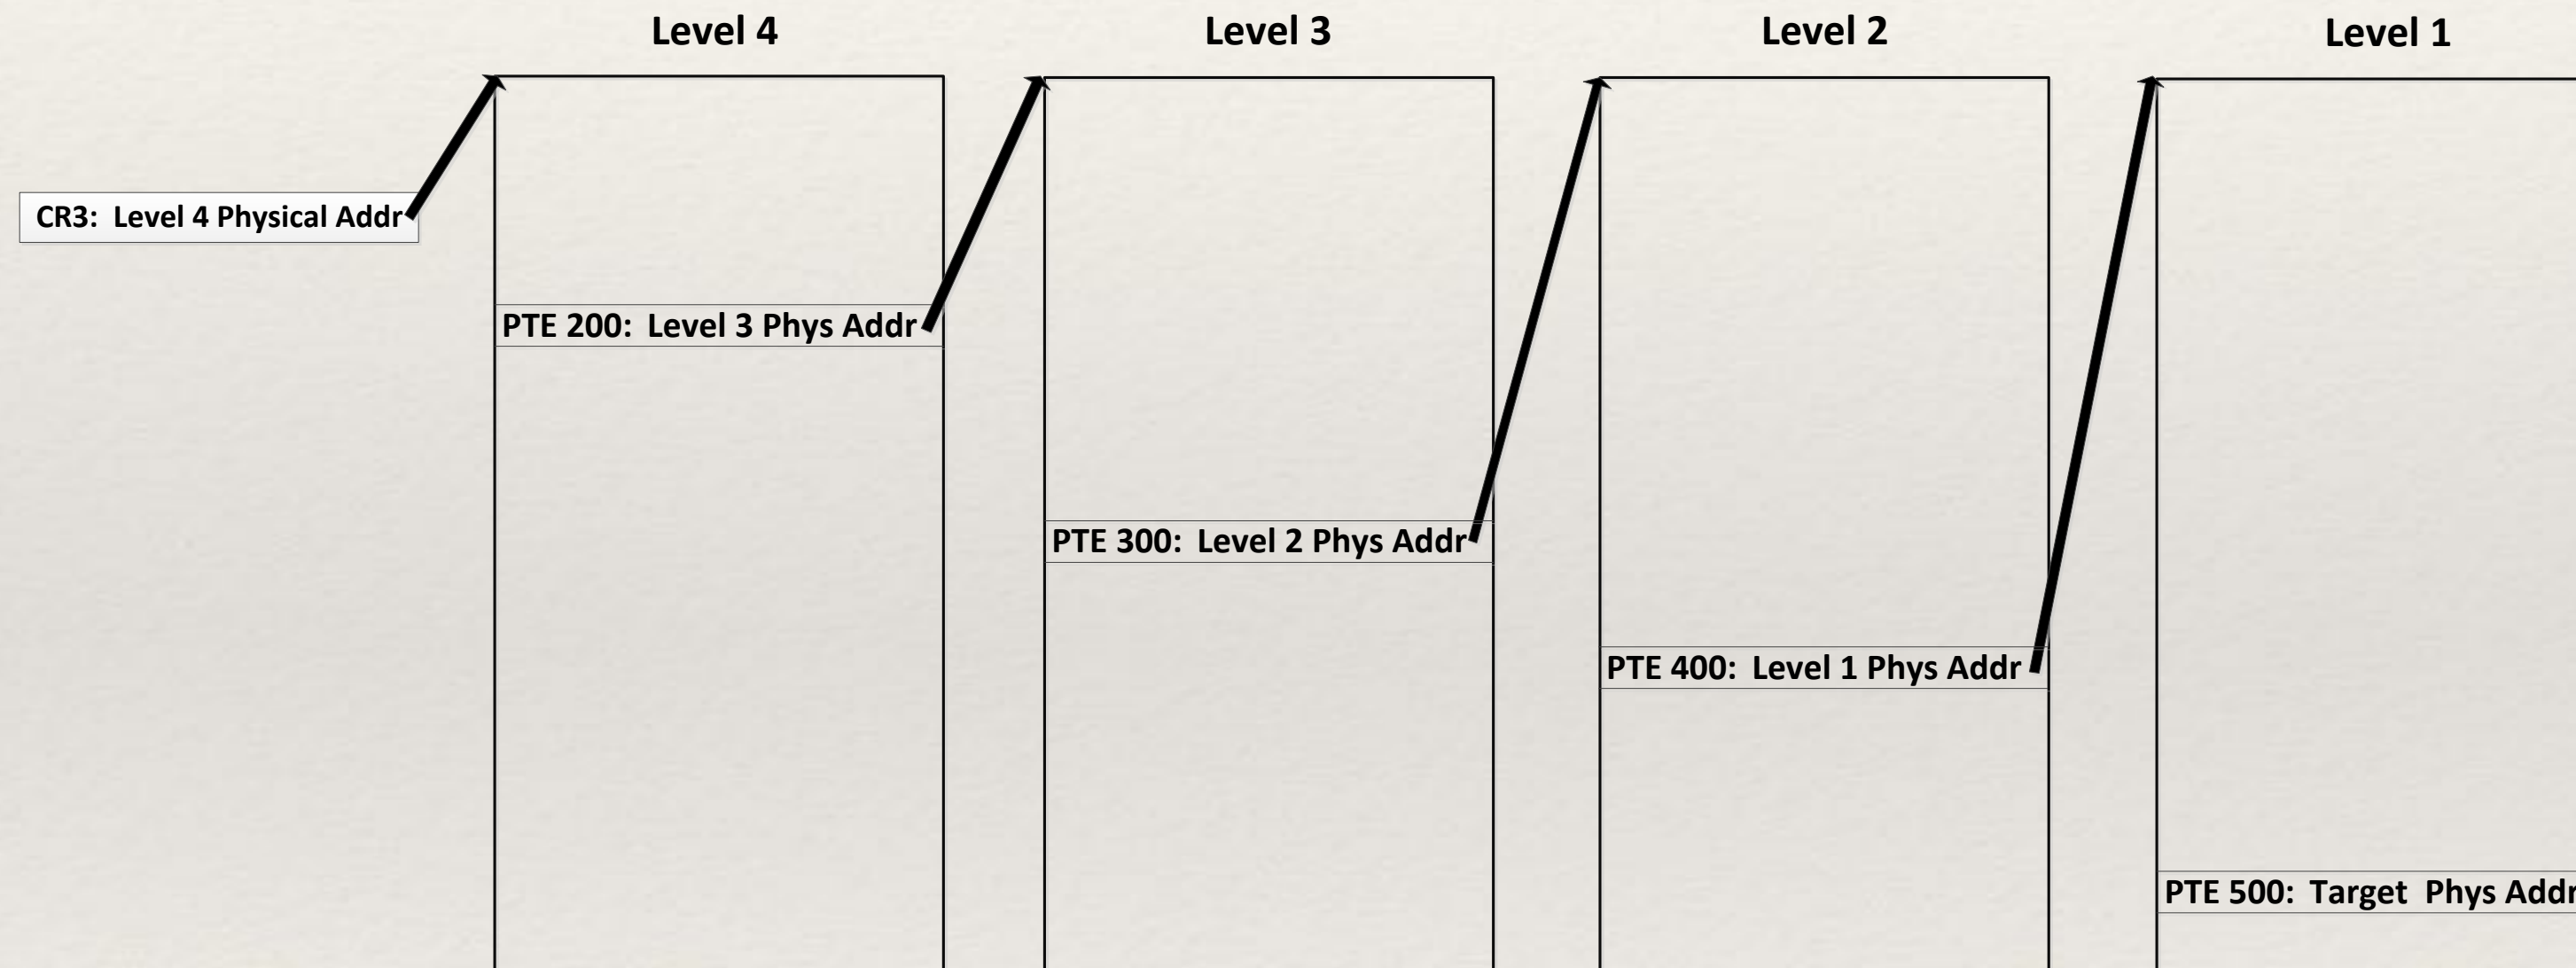 Level 4
Level 3
Level 2
Level 1
CR3: Level 4 Physical Addr
PTE 200: Level 3 Phys Addr
PTE 300: Level 2 Phys Addr
PTE 400: Level 1 Phys Addr
PTE 500: Target Phys Addr